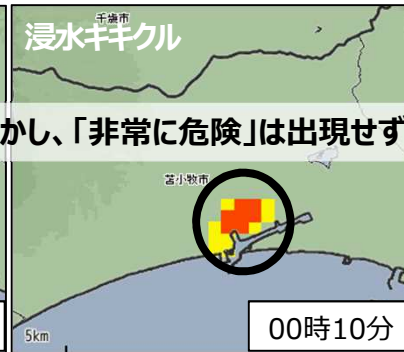 千歳市
浸水キキクル
かし、「非常に危険」は出現せず
苫小牧市
5km
00時10分